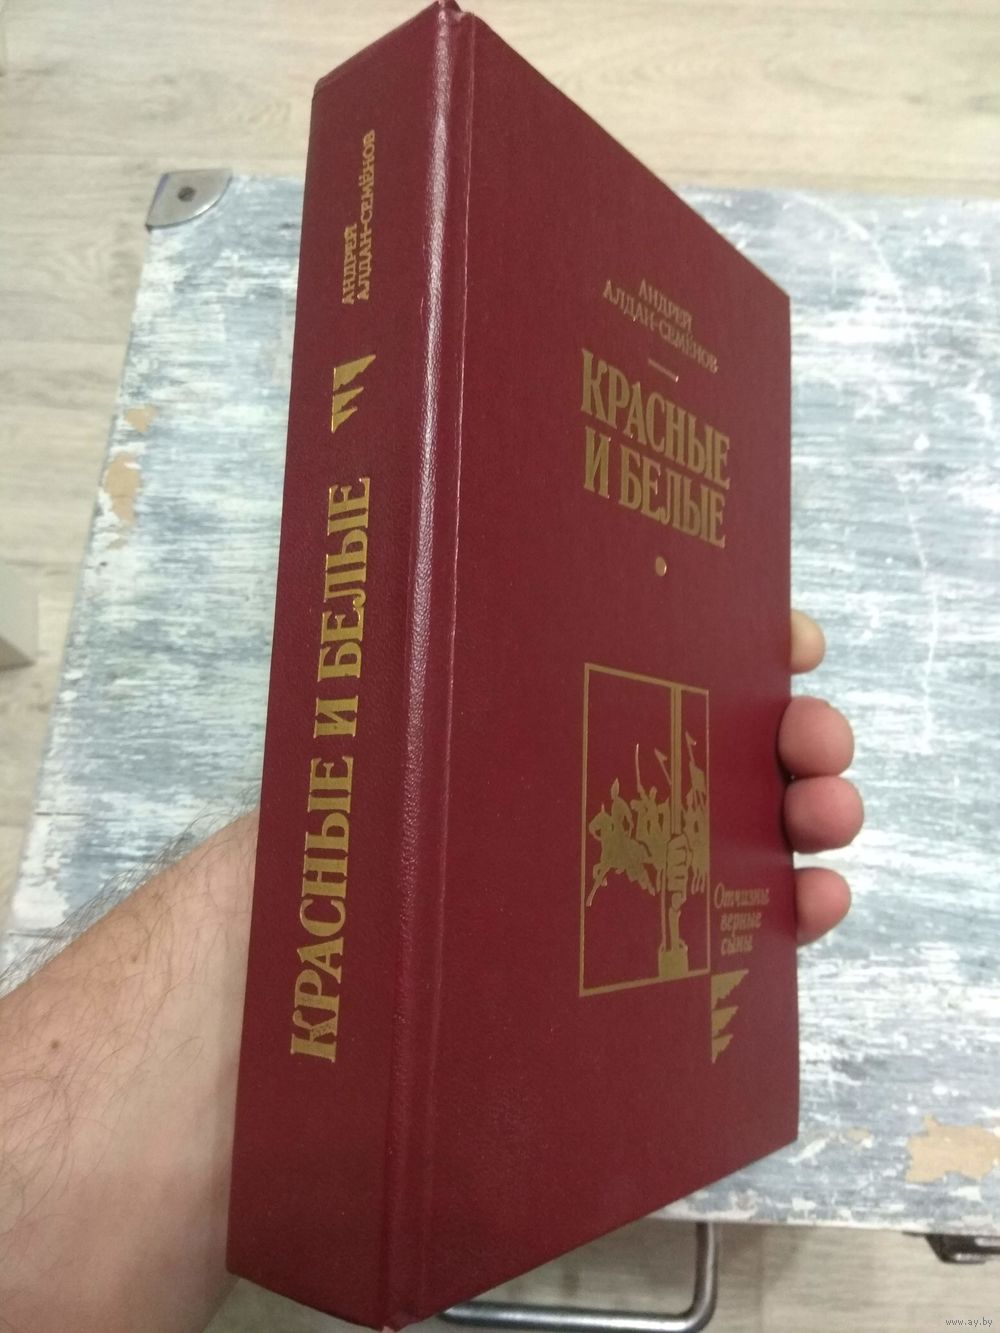 АНДРЕЙ
АЛДАН-СЕМЁНОВ
КРАСНЫЕ И БЕЛЫЕ
АНДРЕЙ
АЛДАН-СЕМЁНОВ
КРАСНЫЕ
И БЕЛЫЕ
Отчизны
верные
сыны
www.ay.by